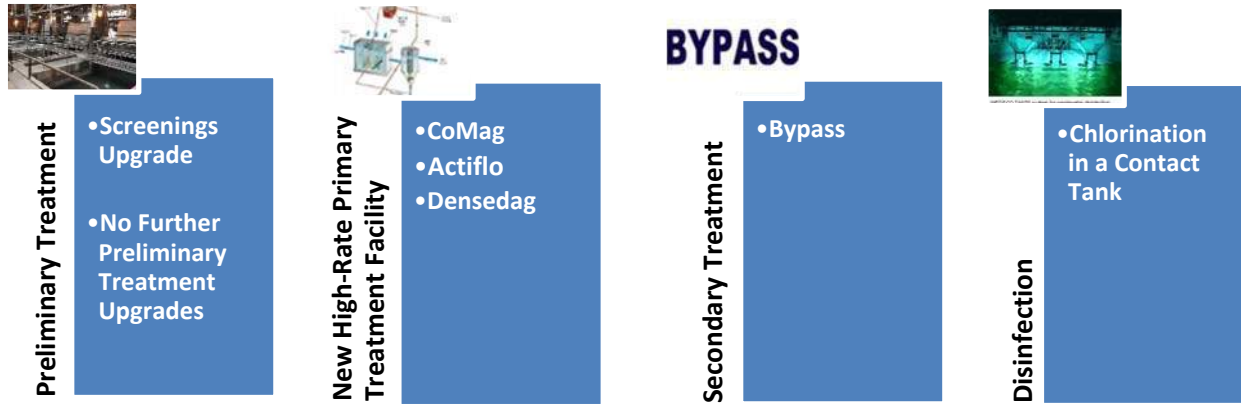 Preliminary Treatment
•Screenings
Upgrade
•No Further
Preliminary
Treatment
Upgrades
New High-Rate Primary
Treatment Facility
•CoMag
•Actiflo
•Densedag
BYPASS
Secondary Treatment
•Bypass
Disinfection
•Chlorination
in a Contact
Tank